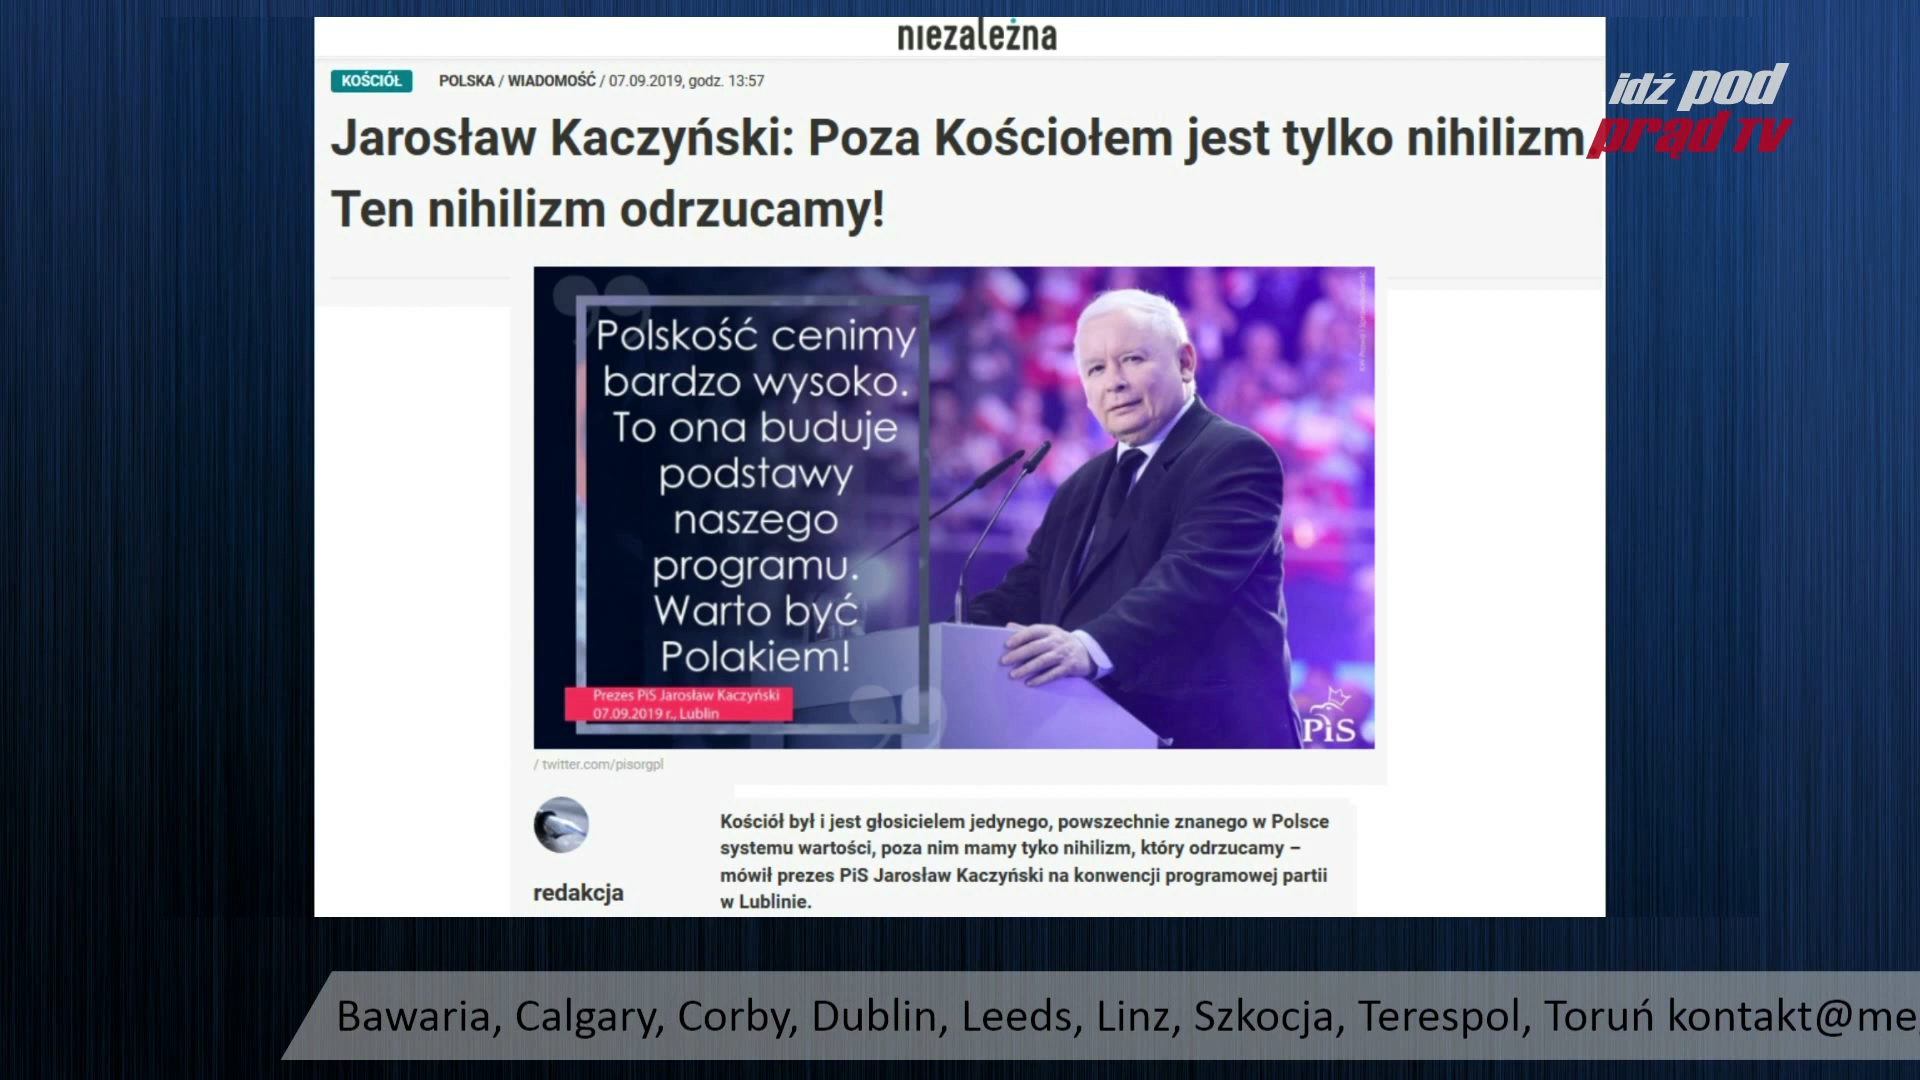 niezależna
idź pod
prąd TV
KOŚCIÓŁ POLSKA / WIADOMOŚĆ / 07.09.2019, godz. 13:57
Jarosław Kaczyński: Poza Kościołem jest tylko nihilizm.
Ten nihilizm odrzucamy!
Polskość cenimy
bardzo wysoko.
To ona buduje
podstawy
naszego
programu.
Warto być
Polakiem!
Prezes PiS Jarosław Kaczyński
07.09.2019 r., Lublin
PiS
/ twitter.com/pisorgpl
redakcja
Kościół był i jest głosicielem jedynego, powszechnie znanego w Polsce
systemu wartości, poza nim mamy tyko nihilizm, który odrzucamy –
mówił prezes PiS Jarosław Kaczyński na konwencji programowej partii
w Lublinie.
Bawaria, Calgary, Corby, Dublin, Leeds, Linz, Szkocja, Terespol, Toruń kontakt@me